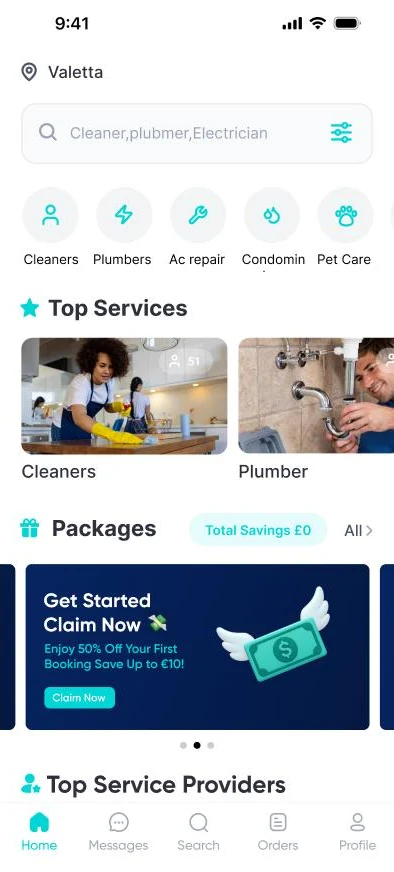 9:41
Valetta
Cleaner,plubmer,Electrician
Cleaners Plumbers Ac repair Condomin Pet Care
Top Services
51
Cleaners Plumber
Packages Total Savings £0 All
Get Started
Claim Now
Enjoy 50% Off Your First
Booking Save Up to €10!
Claim Now
Top Service Providers
Home Messages Search Orders Profile